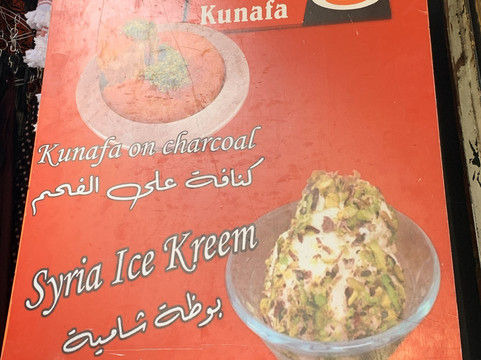 Kunafa
Kunafa on charcoal
كنافة على الفحم
Syria Ice Kreem
بوظة شامية